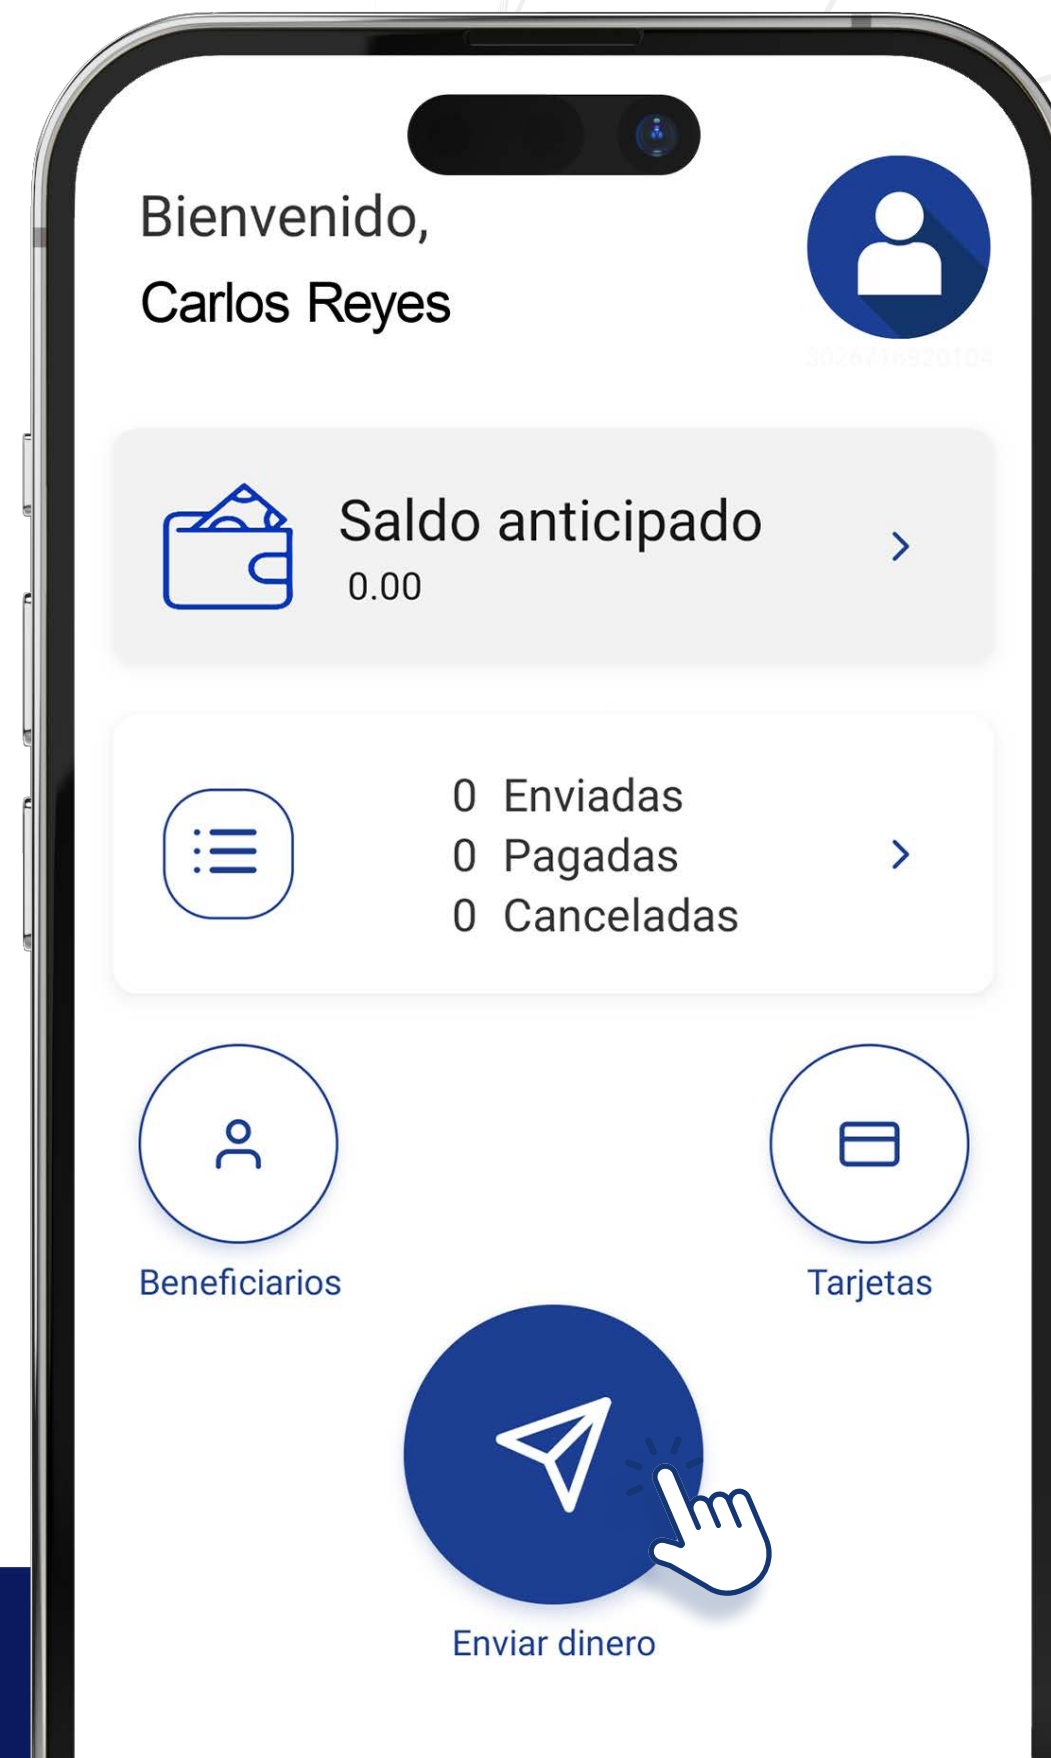 Bienvenido,
Carlos Reyes
Saldo anticipado
0.00
0 Enviadas
0 Pagadas
0 Canceladas
Beneficiarios
Tarjetas
Enviar dinero